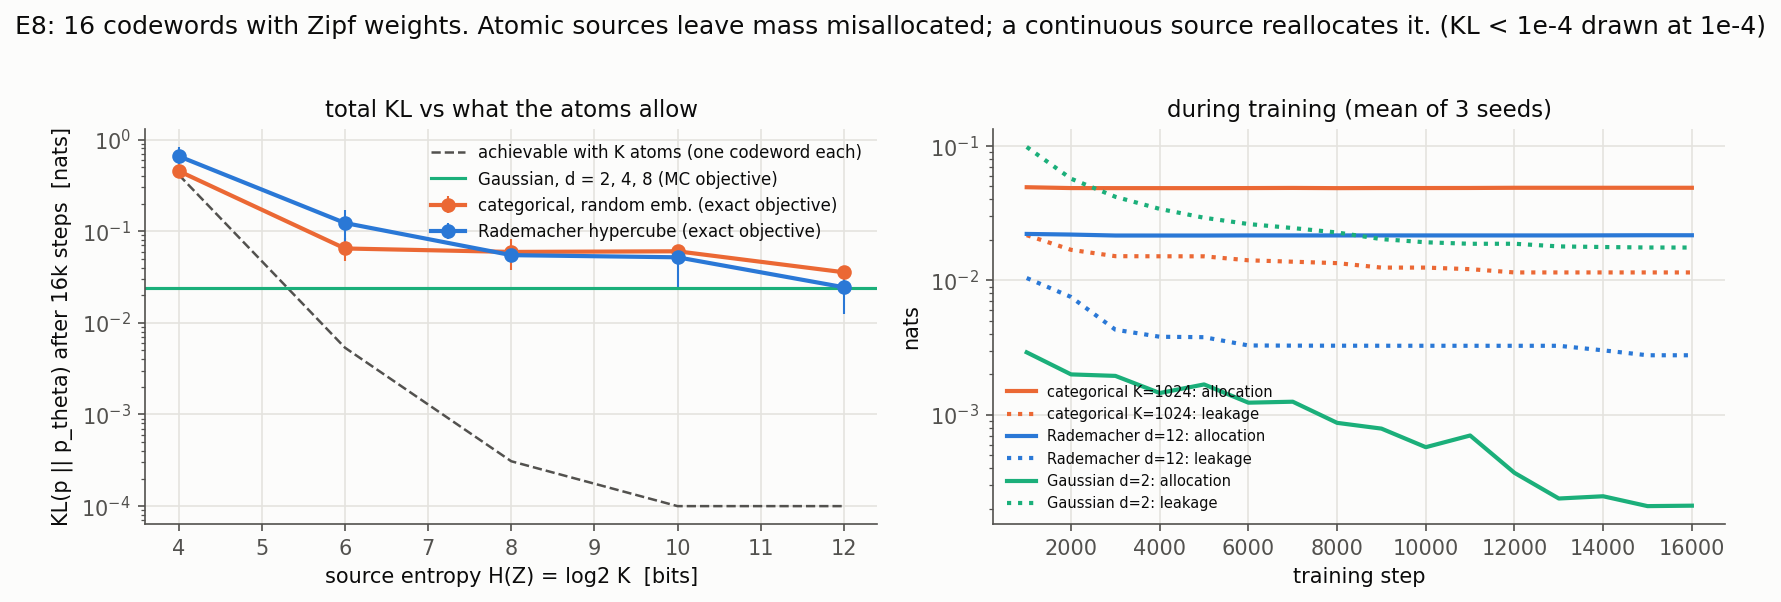 E8: 16 codewords with Zipf weights. Atomic sources leave mass misallocated; a continuous source reallocates it. (KL < 1e-4 drawn at 1e-4)
total KL vs what the atoms allow
KL(p || p_theta) after 16k steps [nats]
10^0
10^-1
10^-2
10^-3
10^-4
achievable with K atoms (one codeword each)
Gaussian, d = 2, 4, 8 (MC objective)
categorical, random emb. (exact objective)
Rademacher hypercube (exact objective)
4 5 6 7 8 9 10 11 12
source entropy H(Z) = log2 K [bits]
during training (mean of 3 seeds)
nats
10^-1
10^-2
10^-3
categorical K=1024: allocation
categorical K=1024: leakage
Rademacher d=12: allocation
Rademacher d=12: leakage
Gaussian d=2: allocation
Gaussian d=2: leakage
2000 4000 6000 8000 10000 12000 14000 16000
training step